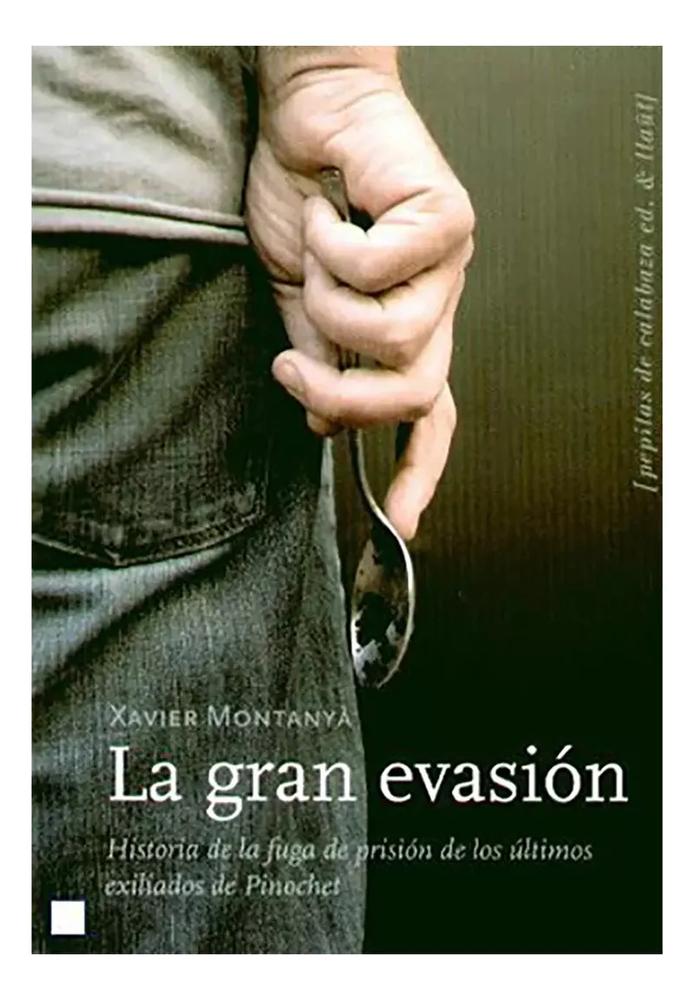 [pepitas de calabaza ed. & llaüt]
XAVIER MONTANYÀ
La gran evasión
Historia de la fuga de prisión de los últimos
exiliados de Pinochet